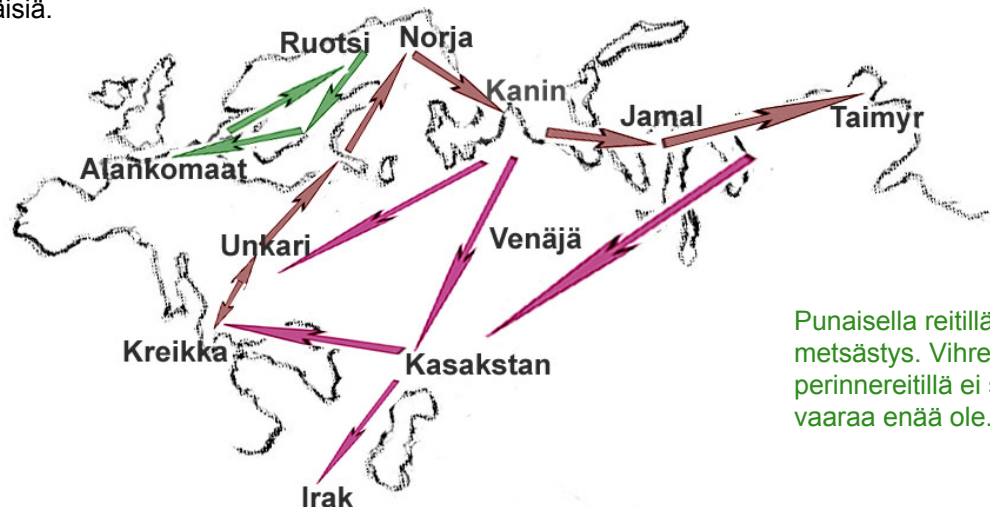 äisiä.
Ruotsi
Norja
Kanin
Jamal
Taimyr
Alankomaat
Unkari
Venäjä
Kreikka
Kasakstan
Irak
Punaisella reitillä
metsästys. Vihre
perinnereitillä ei s
vaaraa enää ole.